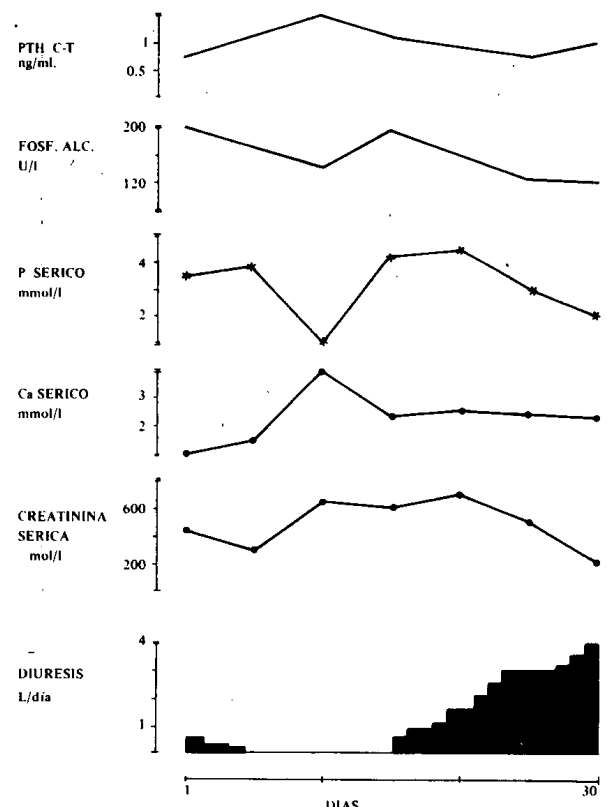 PTH C-T
ng/ml.
1
0.5
FOSF. ALC.
U/l
200
120
P SERICO
mmol/l
4
2
Ca SERICO
mmol/l
3
2
CREATININA
SERICA
mol/l
600
200
DIURESIS
L/día
4
1
1
30
DIAS